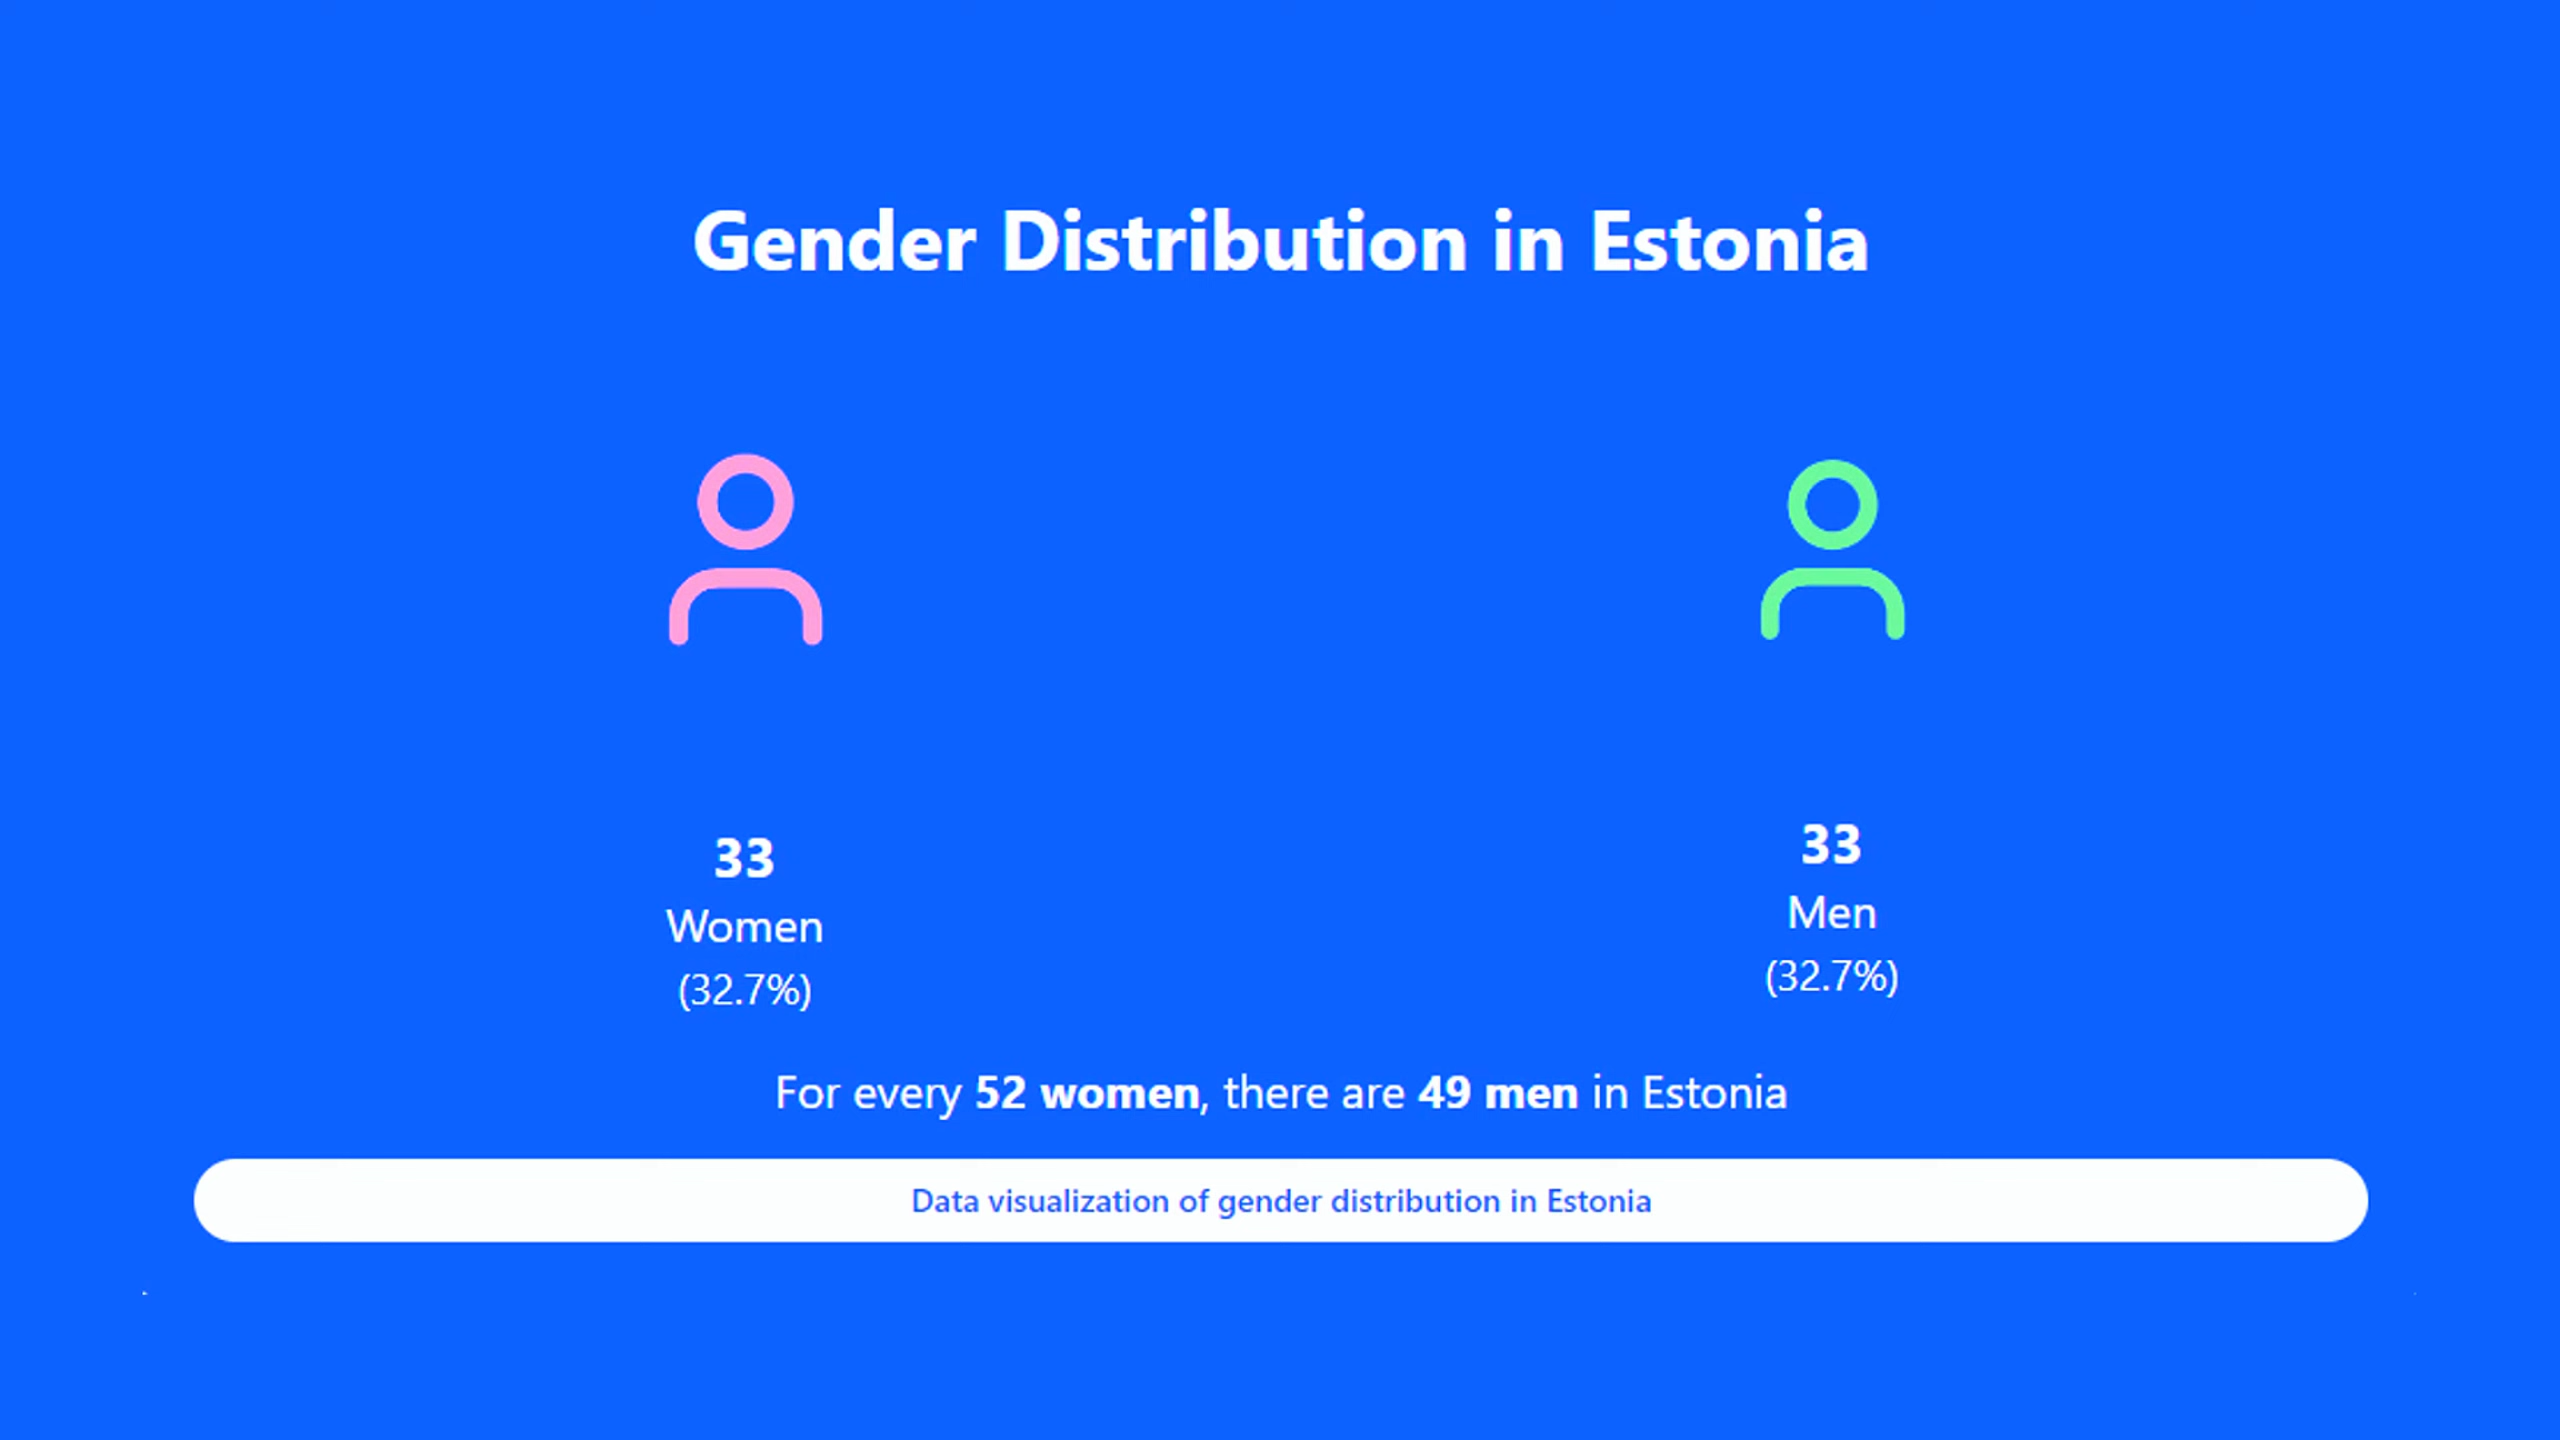 Gender Distribution in Estonia
33
Women
(32.7%)
33
Men
(32.7%)
For every 52 women, there are 49 men in Estonia
Data visualization of gender distribution in Estonia